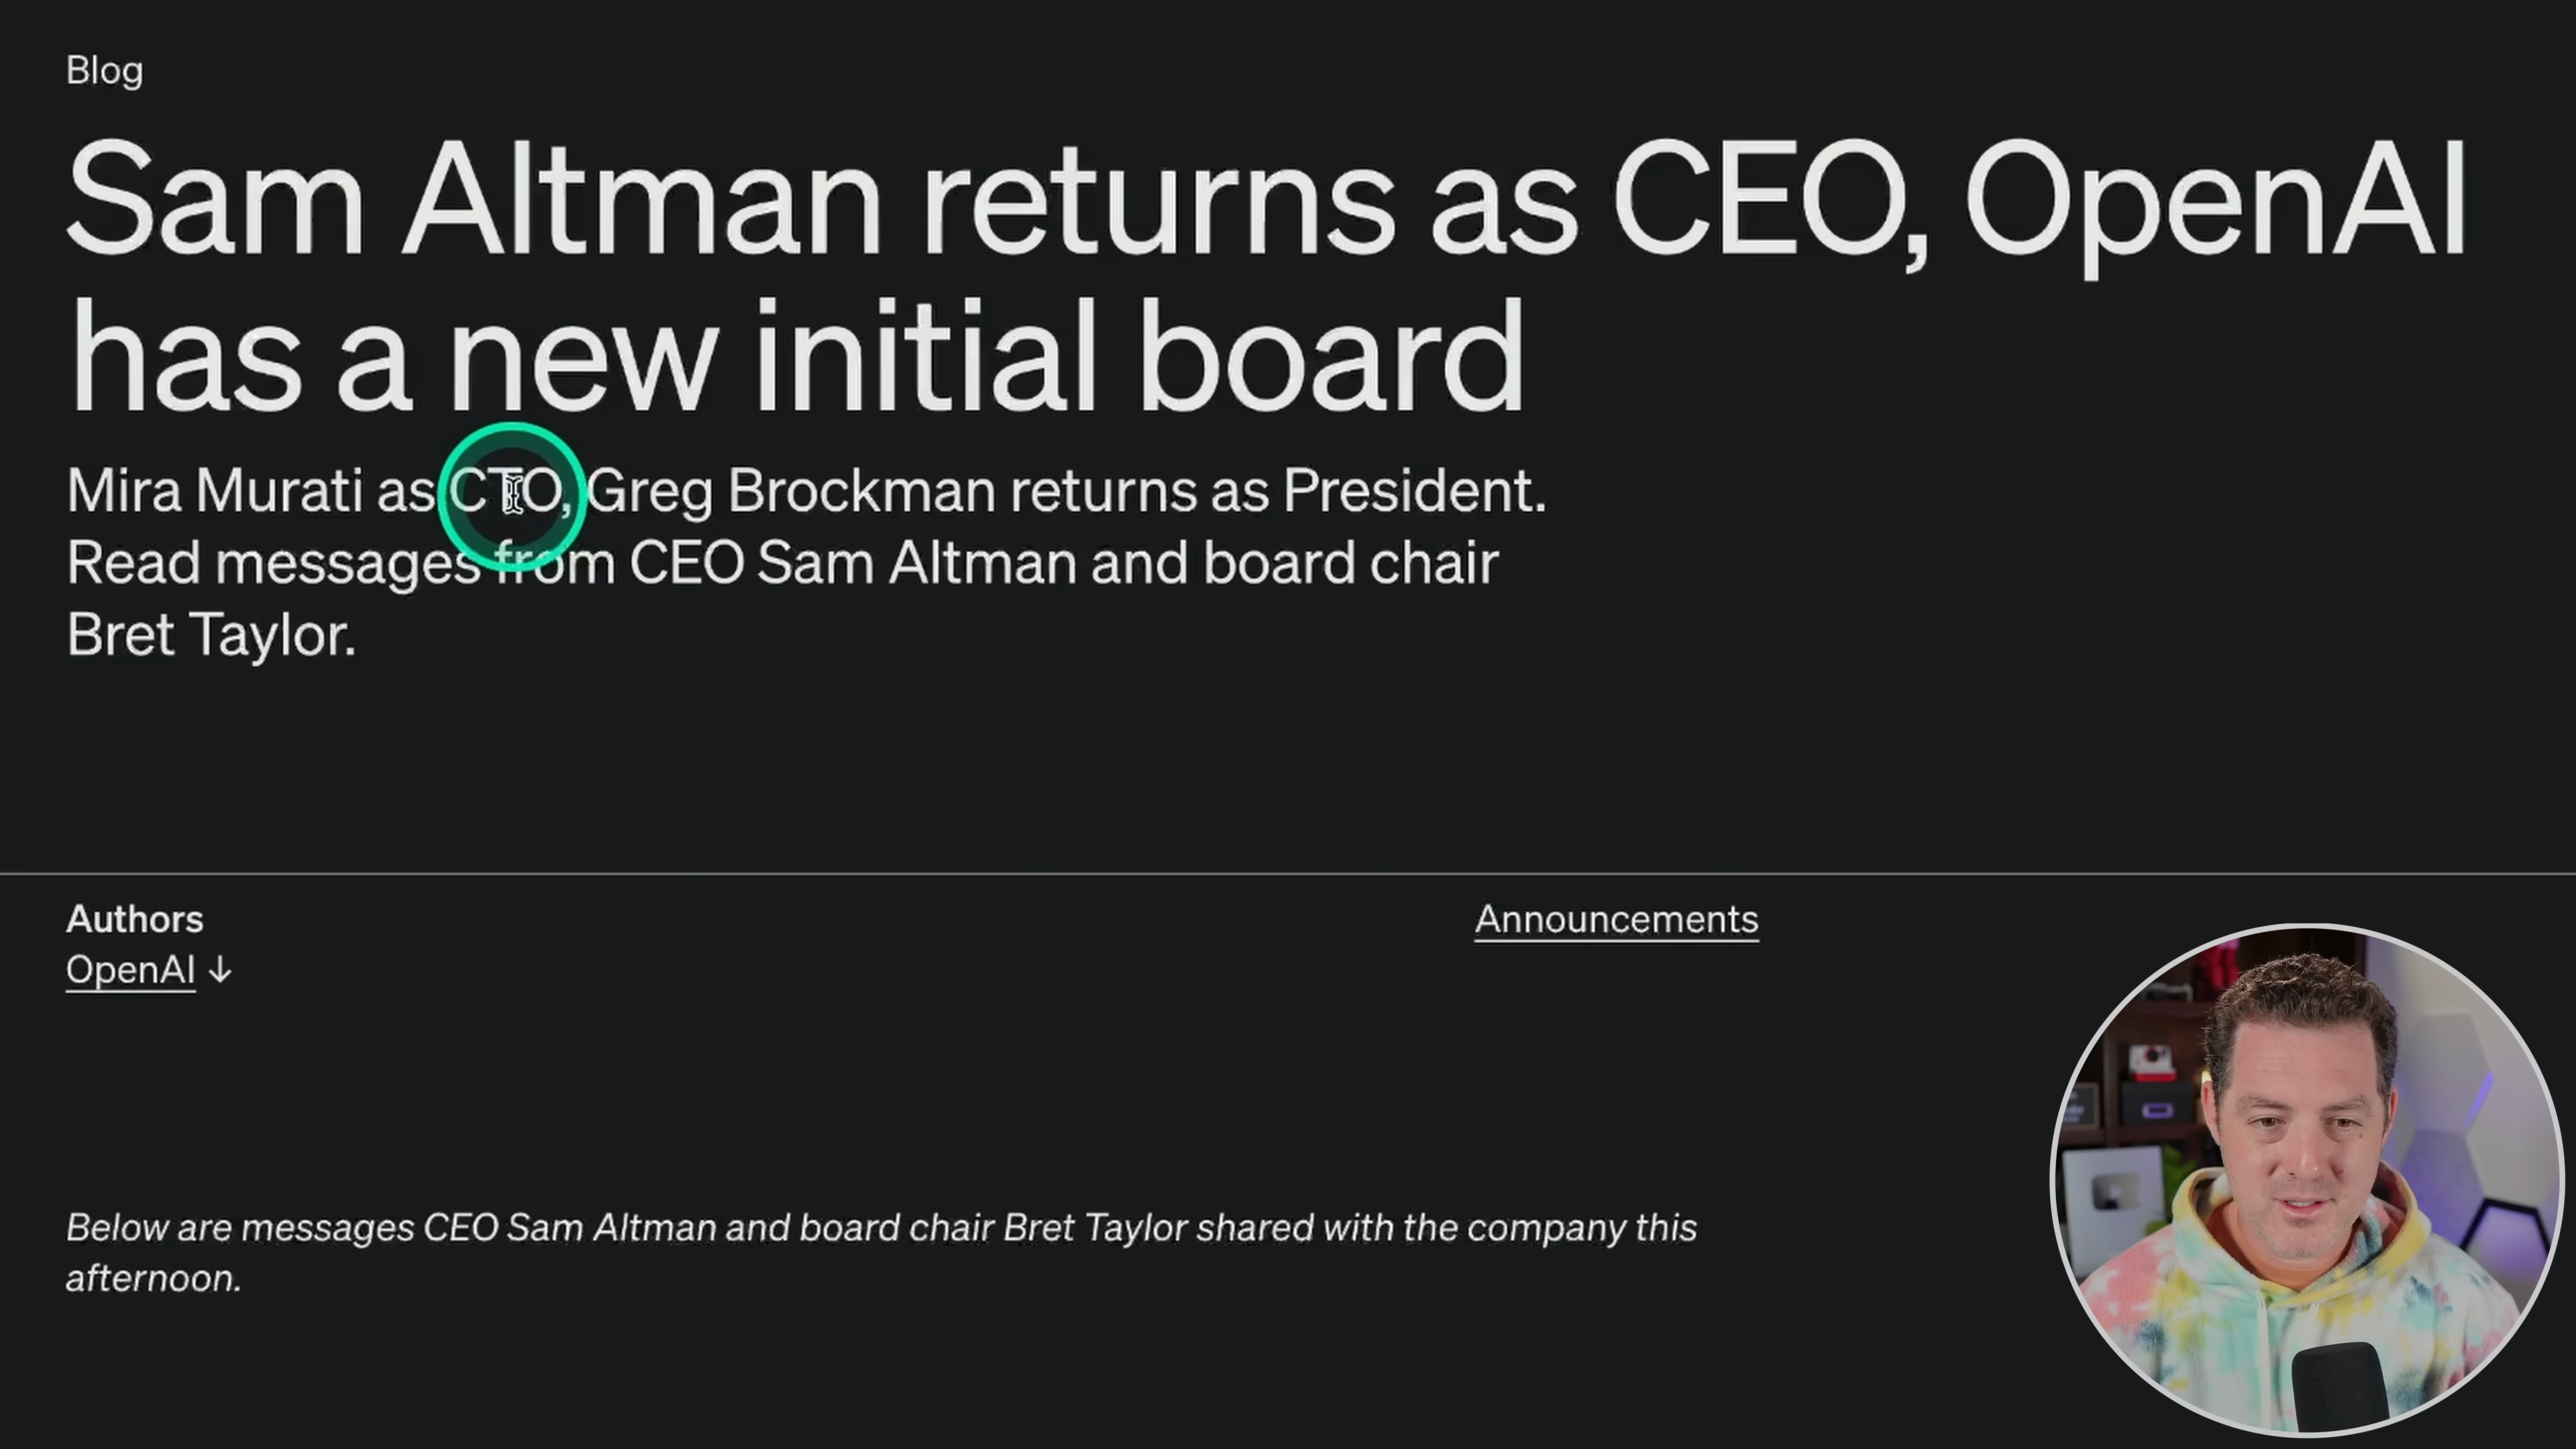 Blog
Sam Altman returns as CEO, OpenAI
has a new initial board
Mira Murati as CTO, Greg Brockman returns as President.
Read messages from CEO Sam Altman and board chair
Bret Taylor.
Authors
Announcements
OpenAI ↓
Below are messages CEO Sam Altman and board chair Bret Taylor shared with the company this
afternoon.